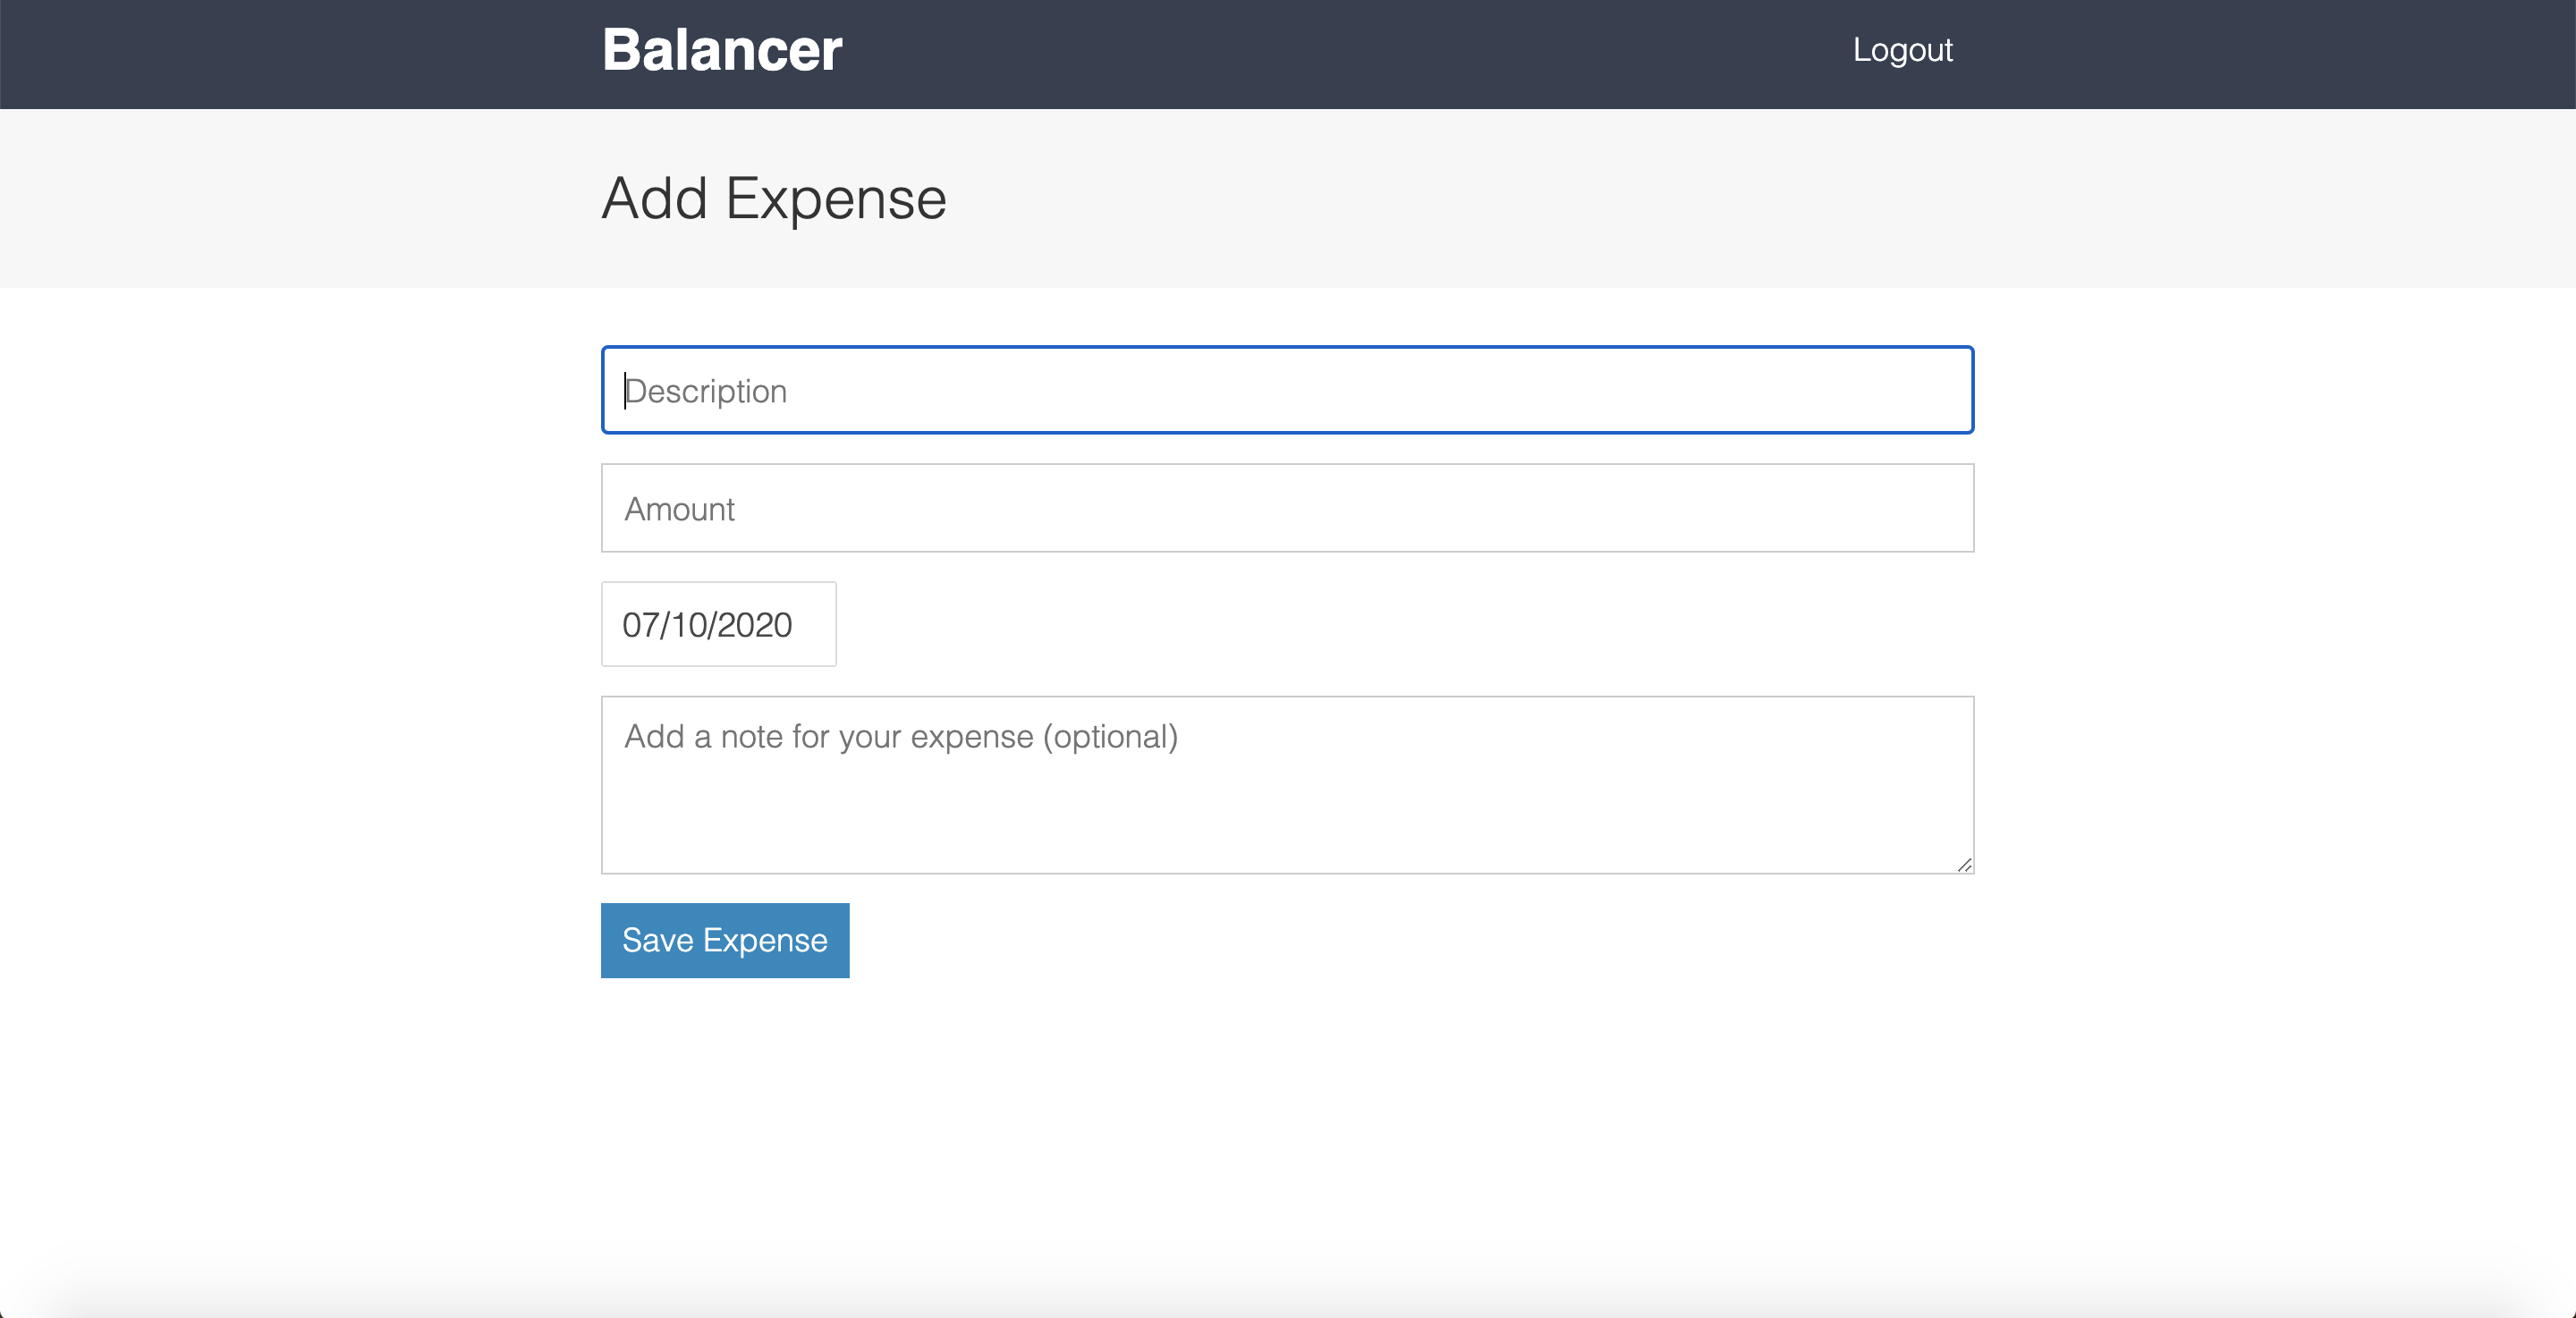 Balancer Logout
Add Expense
Description
Amount
07/10/2020
Add a note for your expense (optional)
Save Expense